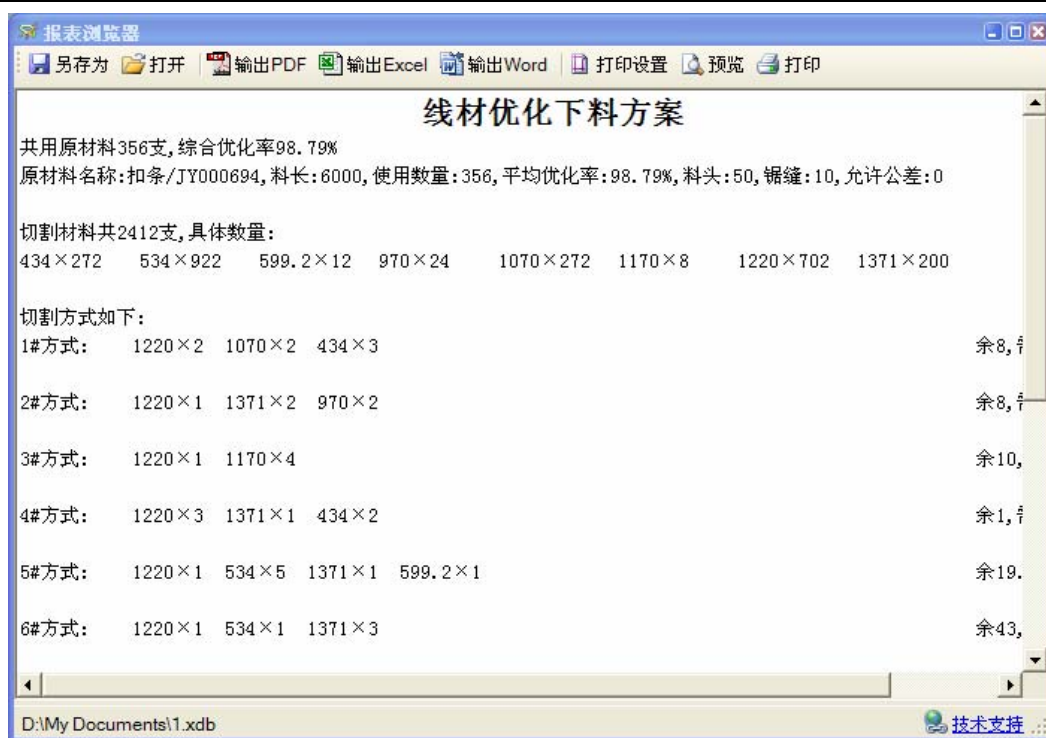 报表浏览器
另存为 打开 输出PDF 输出Excel 输出Word 打印设置 预览 打印
线材优化下料方案
共用原材料356支,综合优化率98.79%
原材料名称:扣条/JY000694,料长:6000,使用数量:356,平均优化率:98.79%,料头:50,锯缝:10,允许公差:0
切割材料共2412支,具体数量:
434×272 534×922 599.2×12 970×24 1070×272 1170×8 1220×702 1371×200
切割方式如下:
1#方式: 1220×2 1070×2 434×3 余8,
2#方式: 1220×1 1371×2 970×2 余8,
3#方式: 1220×1 1170×4 余10,
4#方式: 1220×3 1371×1 434×2 余1,
5#方式: 1220×1 534×5 1371×1 599.2×1 余19.
6#方式: 1220×1 534×1 1371×3 余43,
D:\My Documents\1.xdb 技术支持